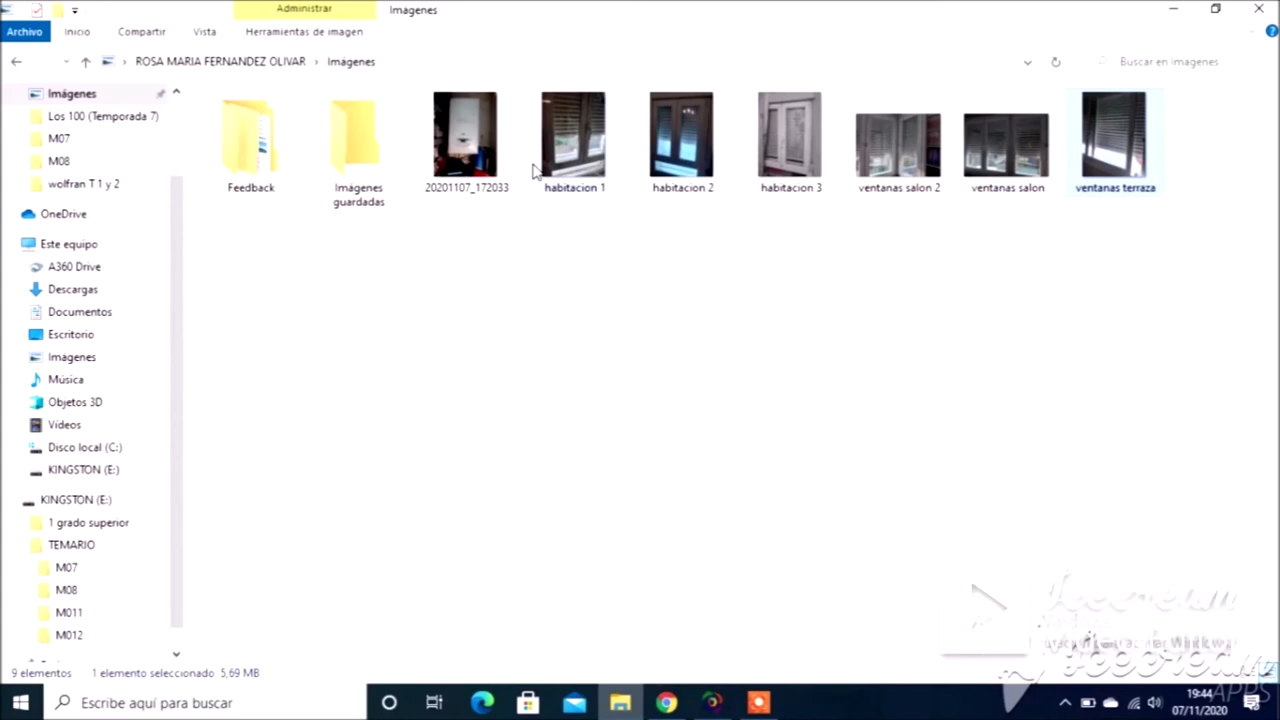 Administrar
Imágenes
Archivo
Inicio
Compartir
Vista
Herramientas de imagen
ROSA MARIA FERNANDEZ OLIVAR
Imágenes
Buscar en Imágenes
Imágenes
Los 100 (Temporada 7)
M07
M08
wolfran T 1 y 2
OneDrive
Este equipo
A360 Drive
Descargas
Documentos
Escritorio
Imágenes
Música
Objetos 3D
Vídeos
Disco local (C:)
KINGSTON (E:)
KINGSTON (E:)
1 grado superior
TEMARIO
M07
M08
M011
M012
Feedback
Imágenes
guardadas
20201107_172033
habitacion 1
habitacion 2
habitacion 3
ventanas salon 2
ventanas salon
ventanas terraza
9 elementos
1 elemento seleccionado 5,69 MB
Icecream
APPS
Escribe aquí para buscar
19:44
07/11/2020